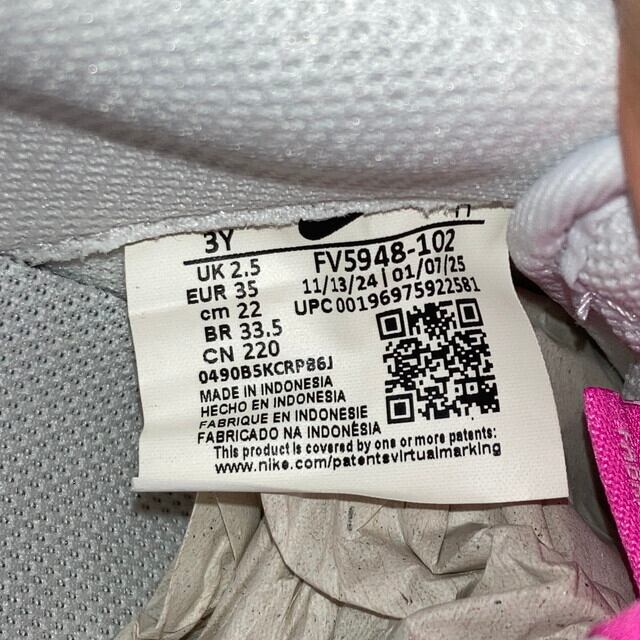 3Y
UK 2.5
EUR 35
cm 22
BR 33.5
CN 220
FV5948-102
11/13/24 | 01/07/25
UPC 00196975922581
0490B5KCRP86J
MADE IN INDONESIA
HECHO EN INDONESIA
FABRIQUE EN INDONESIE
FABRICADO NA INDONÉSIA
This product is covered by one or more patents:
www.nike.com/patentsvirtualmarking